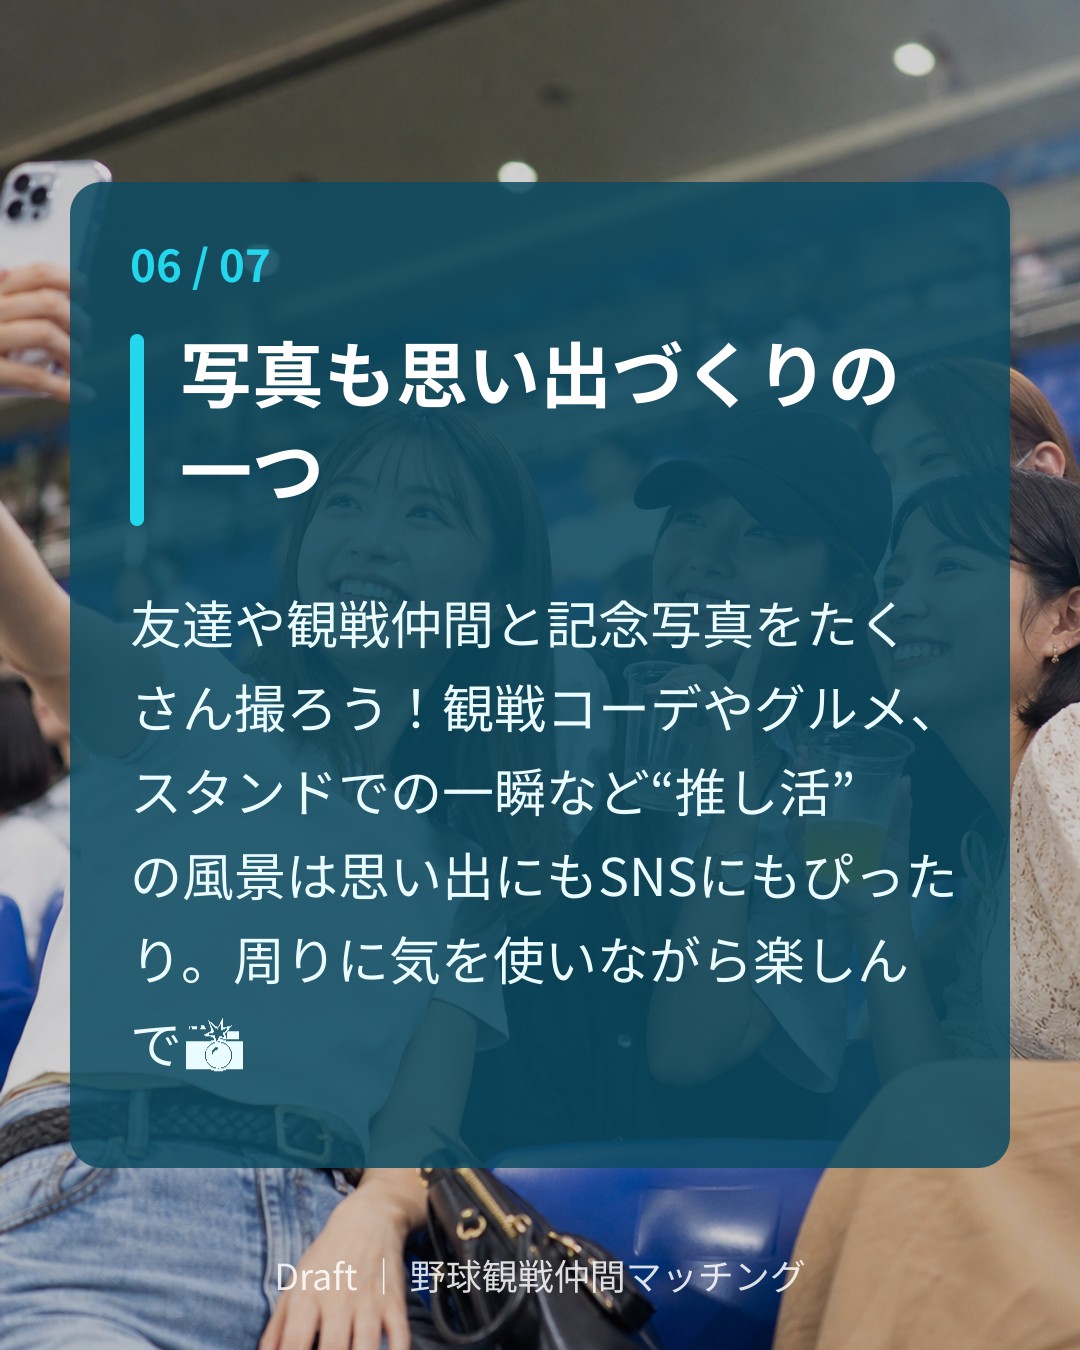 06 / 07
写真も思い出づくりの
一つ
友達や観戦仲間と記念写真をたく
さん撮ろう！観戦コーデやグルメ、
スタンドでの一瞬など“推し活”
の風景は思い出にもSNSにもぴった
り。周りに気を使いながら楽しん
で📸
Draft ｜ 野球観戦仲間マッチング